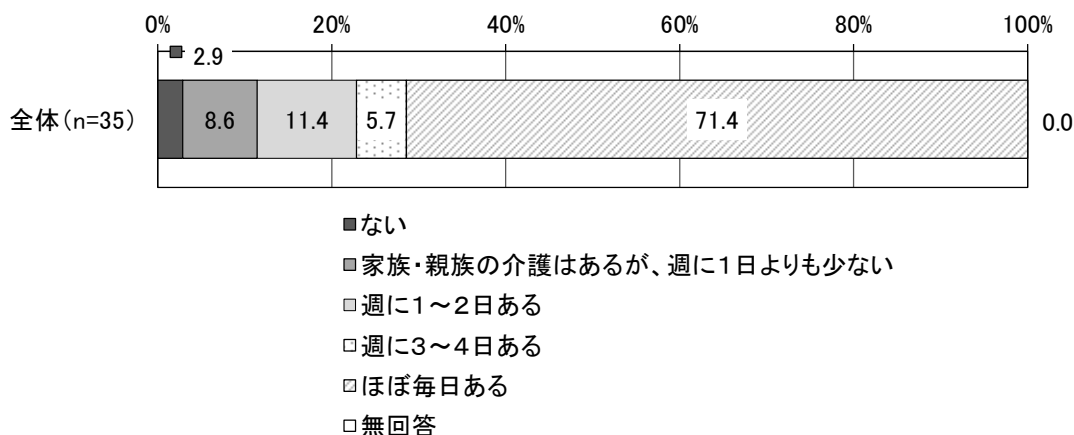 0% 20% 40% 60% 80% 100%
2.9
全体(n=35) 8.6 11.4 5.7 71.4 0.0
ない
家族・親族の介護はあるが、週に1日よりも少ない
週に1~2日ある
週に3~4日ある
ほぼ毎日ある
無回答